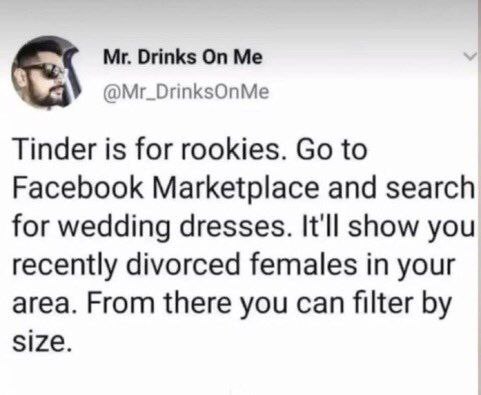 Mr. Drinks On Me
@Mr_DrinksOnMe
Tinder is for rookies. Go to
Facebook Marketplace and search
for wedding dresses. It'll show you
recently divorced females in your
area. From there you can filter by
size.